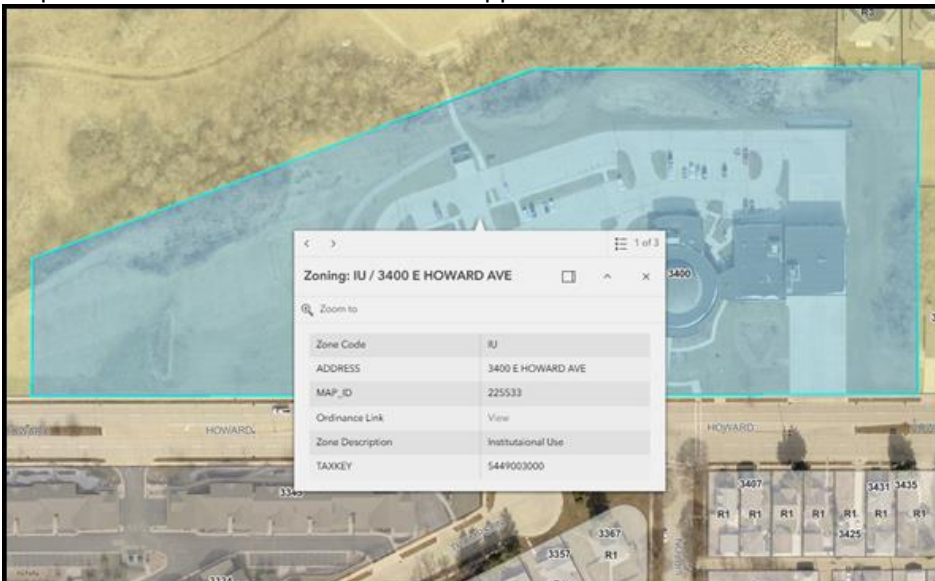 R3
1 of 3
Zoning: IU / 3400 E HOWARD AVE
3400
Zoom to
Zone Code IU
ADDRESS 3400 E HOWARD AVE
MAP_ID 225533
Ordinance Link View
Zone Description Institutaional Use
TAXKEY 5449003000
HOWARD
HOWARD
3407
3431 3435
R1 R1 R1 R1 R1 R1 R1
3425
3367
3357
R1
3334